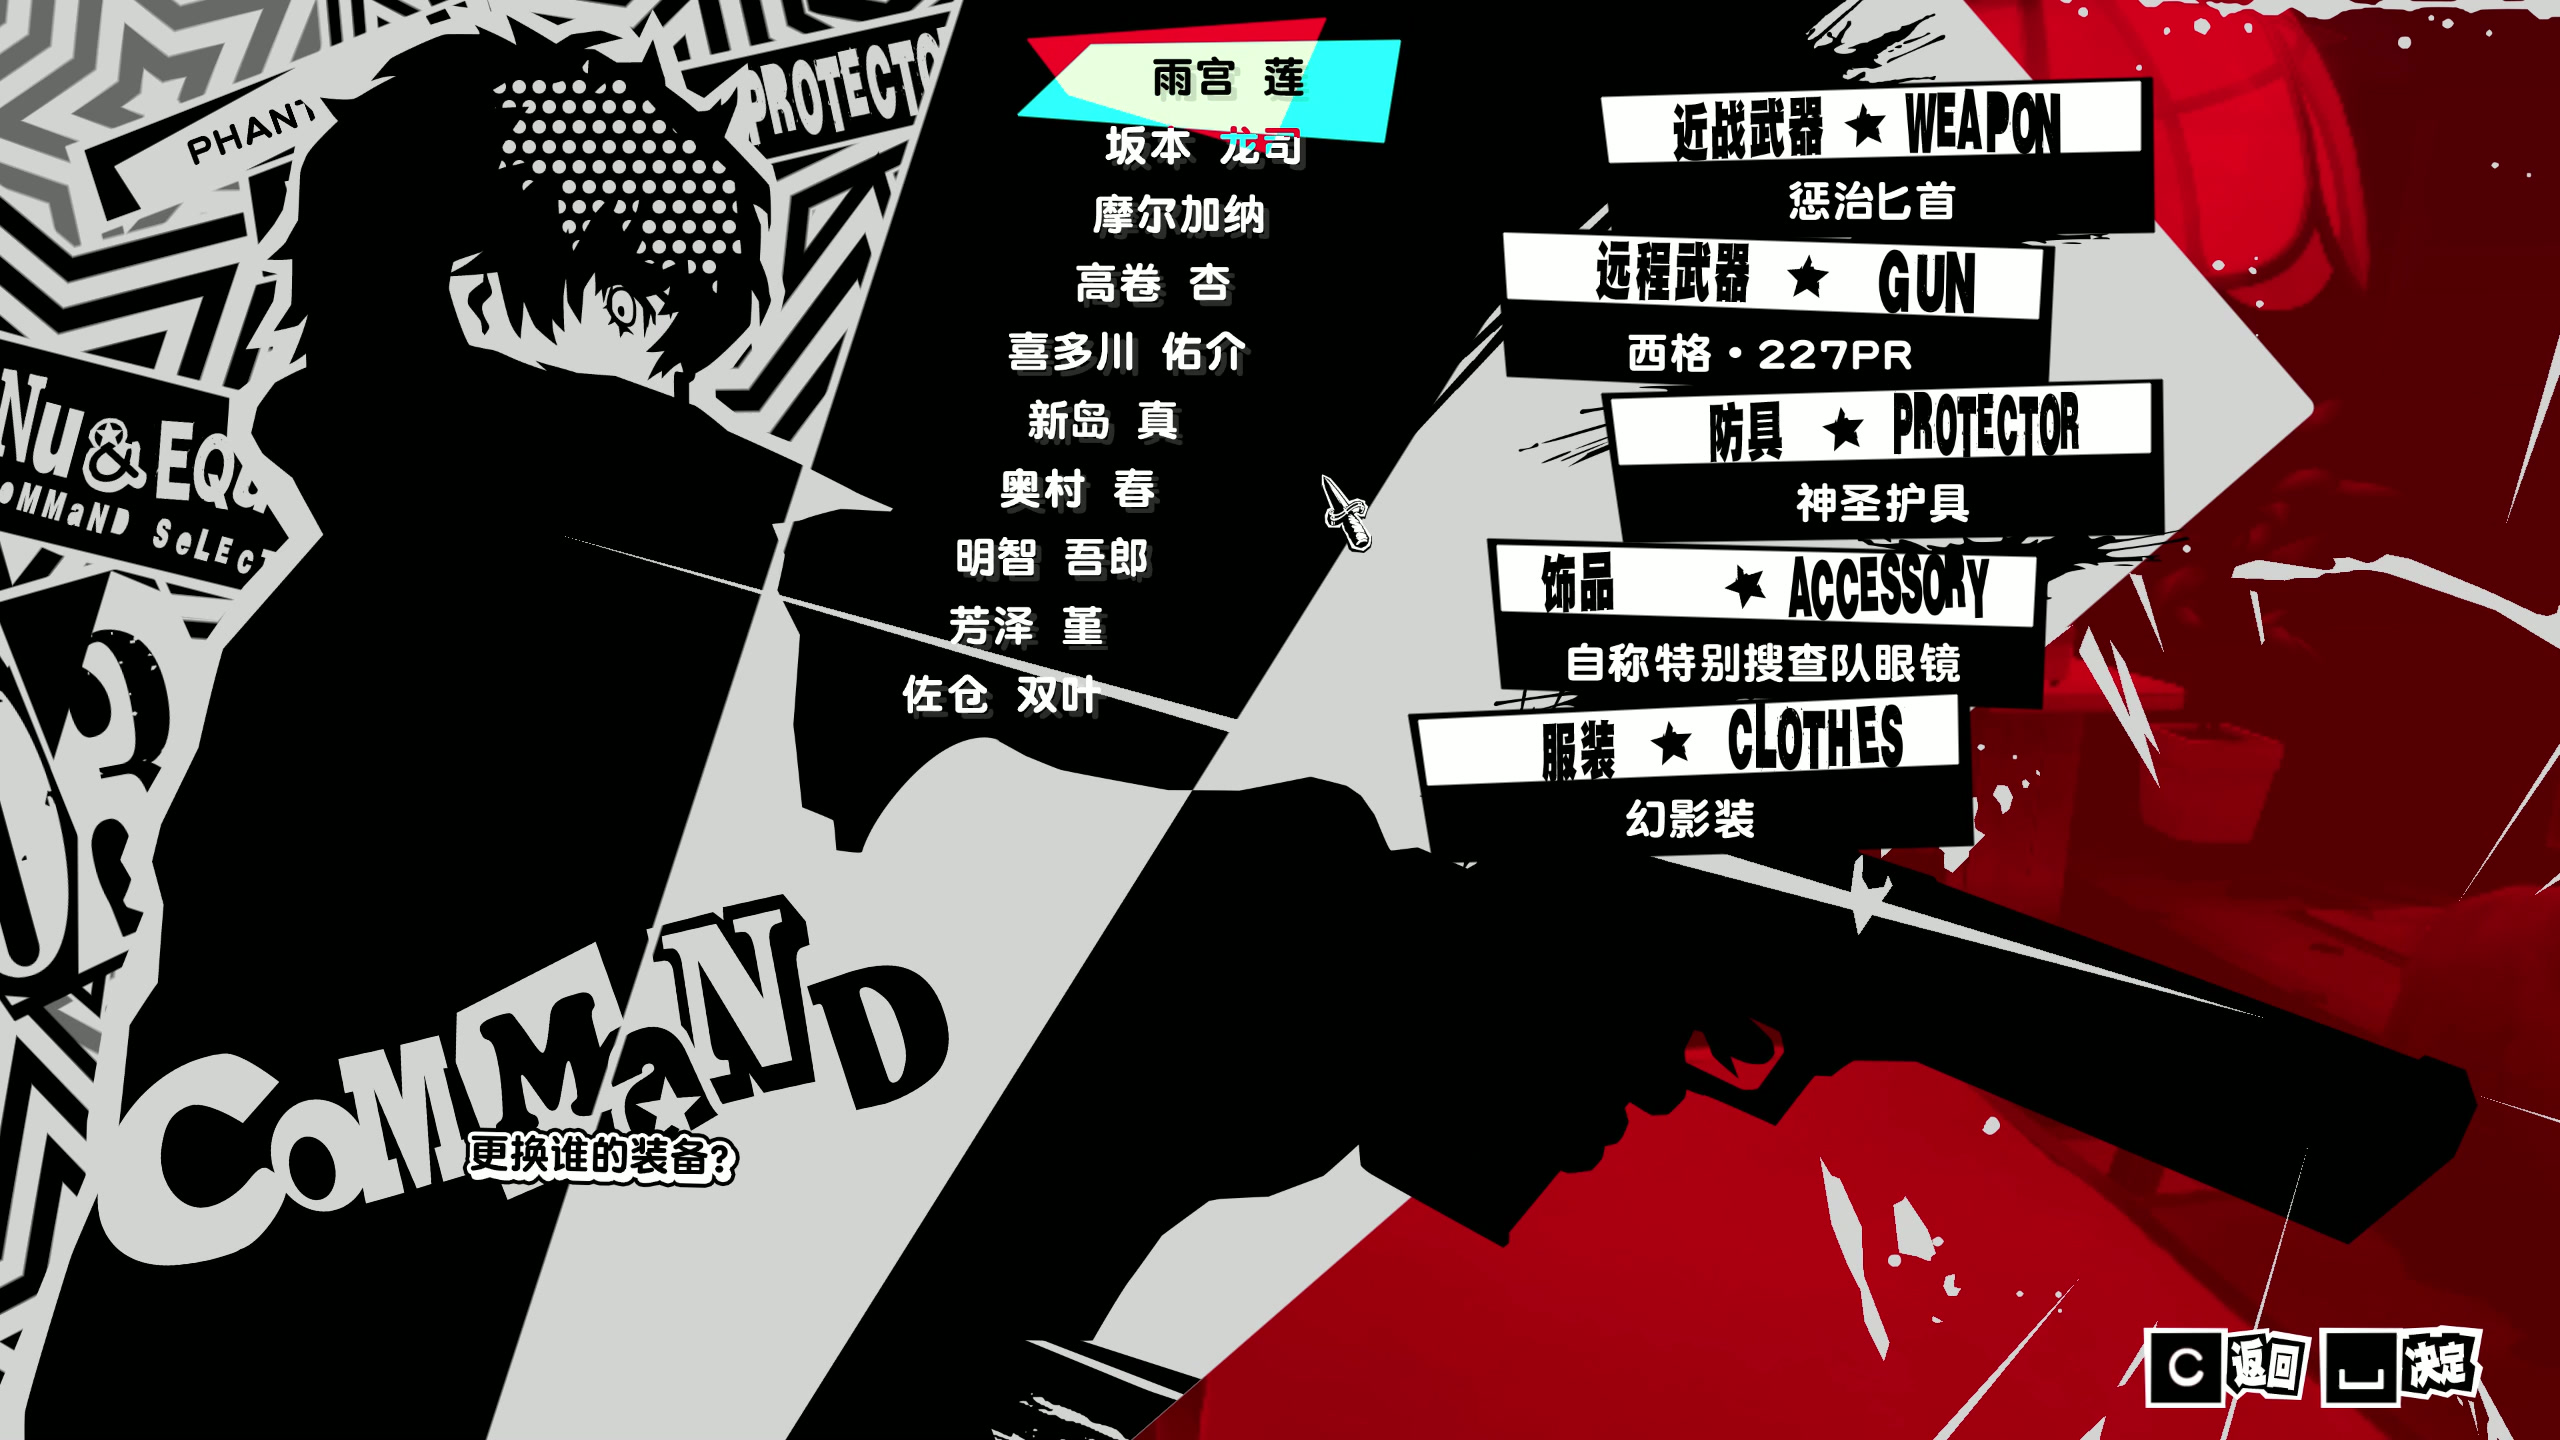 PHANT
PROTECTO
Nu & EQu
CoMMaND SeLEcT
雨宫 莲
坂本 龙司
摩尔加纳
高卷 杏
喜多川 佑介
新岛 真
奥村 春
明智 吾郎
芳泽 堇
佐仓 双叶
近战武器 ★ WEAPON
惩治匕首
远程武器 ★ GUN
西格·227PR
防具 ★ PROTECTOR
神圣护具
饰品 ★ ACCESSORY
自称特别搜查队眼镜
服装 ★ CLOTHES
幻影装
CoMMaND
更换谁的装备?
C 返回 决定